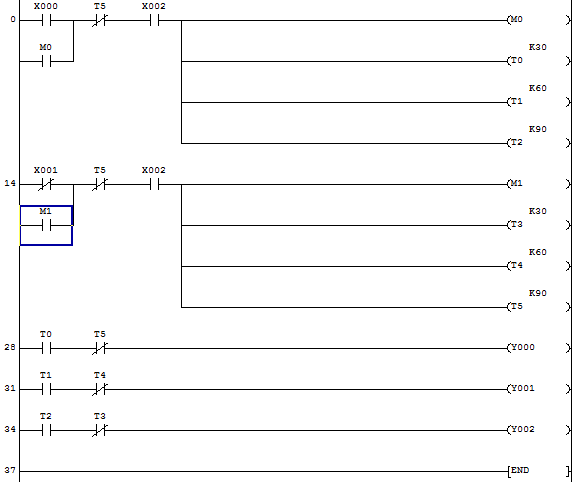 X000 T5 X002
0 M0
M0 K30
T0
K60
T1
K90
T2
X001 T5 X002
14 M1
M1 K30
T3
K60
T4
K90
T5
T0 T5
28 Y000
T1 T4
31 Y001
T2 T3
34 Y002
37 END